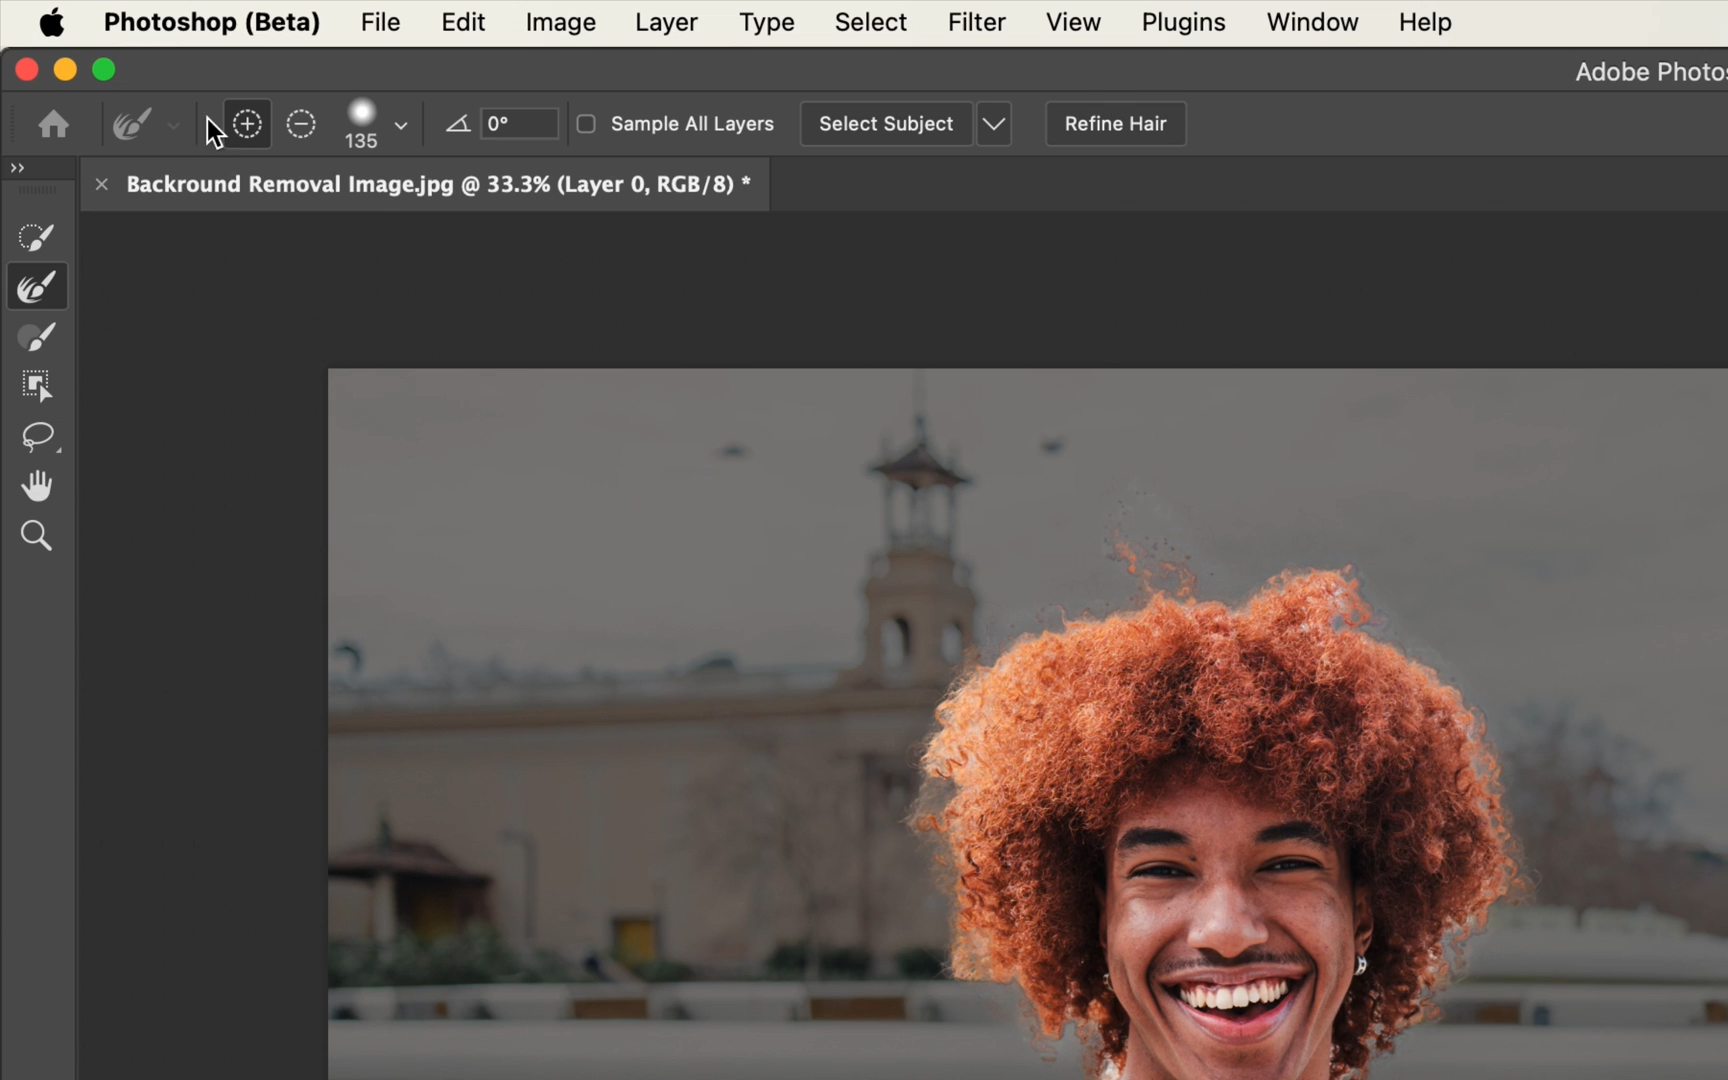 Photoshop (Beta) File Edit Image Layer Type Select Filter View Plugins Window Help
Adobe Photos
135 0° Sample All Layers Select Subject Refine Hair
Backround Removal Image.jpg @ 33.3% (Layer 0, RGB/8) *